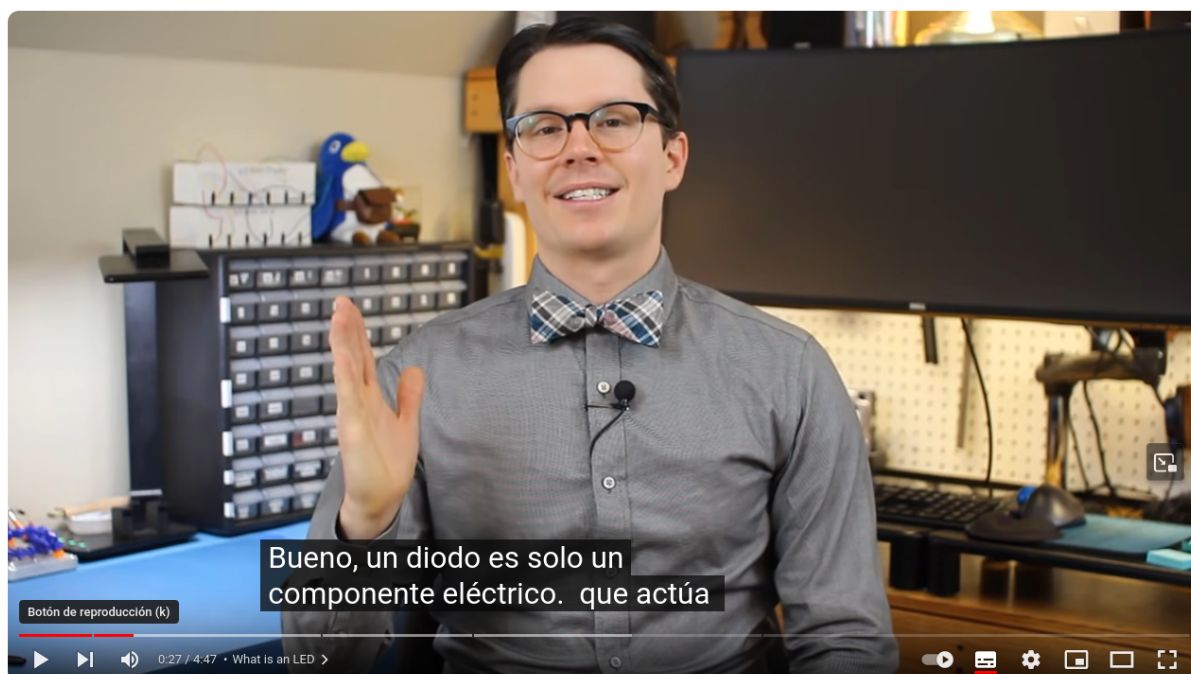 Bueno, un diodo es solo un
componente eléctrico.  que actúa
Botón de reproducción (k)
0:27 / 4:47 • What is an LED